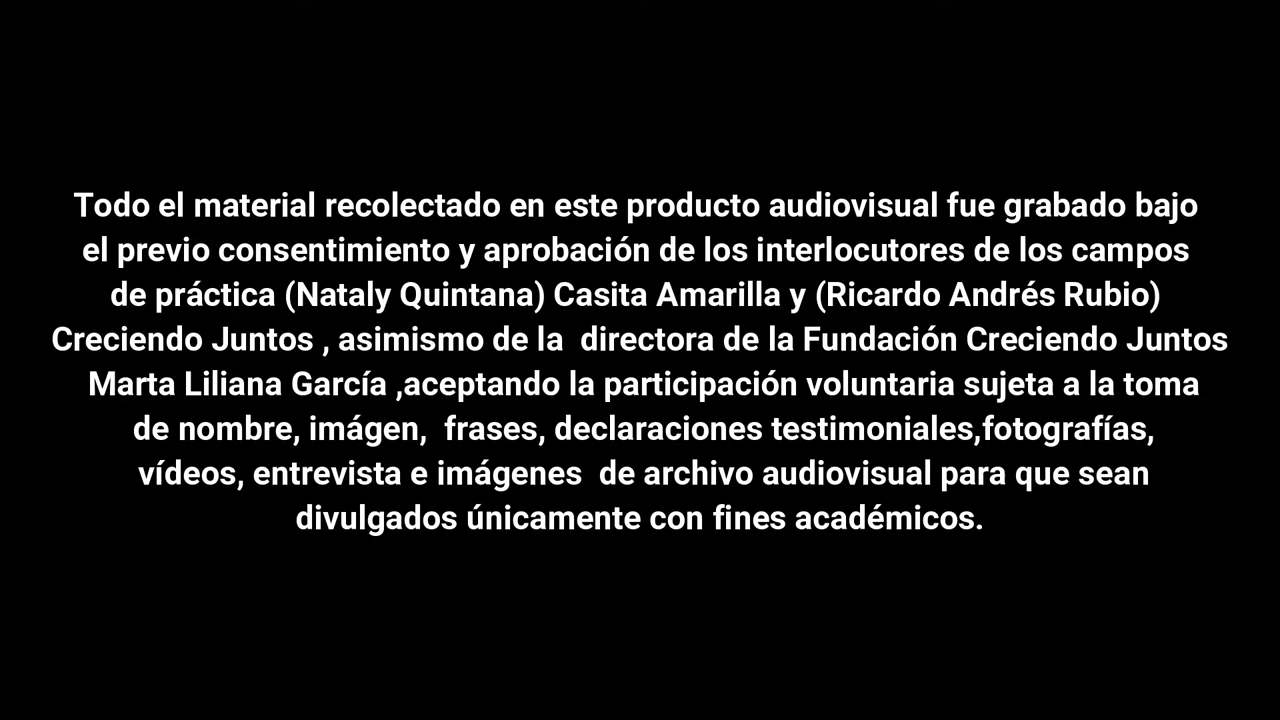 Todo el material recolectado en este producto audiovisual fue grabado bajo
el previo consentimiento y aprobación de los interlocutores de los campos
de práctica (Nataly Quintana) Casita Amarilla y (Ricardo Andrés Rubio)
Creciendo Juntos , asimismo de la  directora de la Fundación Creciendo Juntos
Marta Liliana García ,aceptando la participación voluntaria sujeta a la toma
de nombre, imágen,  frases, declaraciones testimoniales,fotografías,
vídeos, entrevista e imágenes  de archivo audiovisual para que sean
divulgados únicamente con fines académicos.